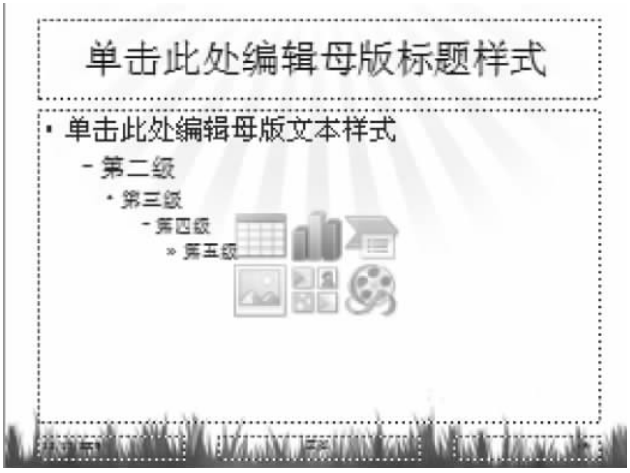 单击此处编辑母版标题样式
• 单击此处编辑母版文本样式
– 第二级
• 第三级
– 第四级
» 第五级